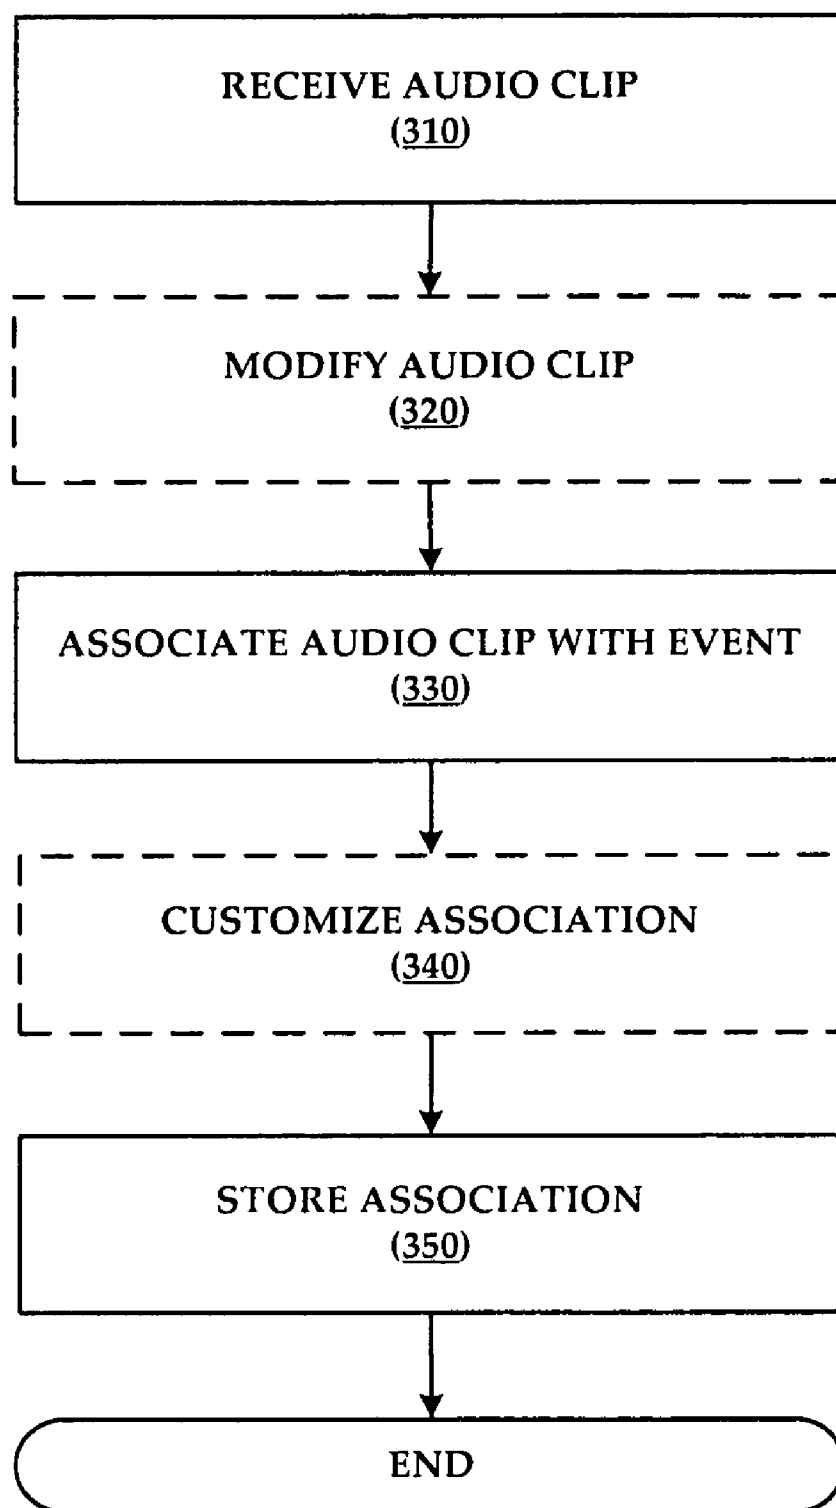 RECEIVE AUDIO CLIP
(310)
MODIFY AUDIO CLIP
(320)
ASSOCIATE AUDIO CLIP WITH EVENT
(330)
CUSTOMIZE ASSOCIATION
(340)
STORE ASSOCIATION
(350)
END